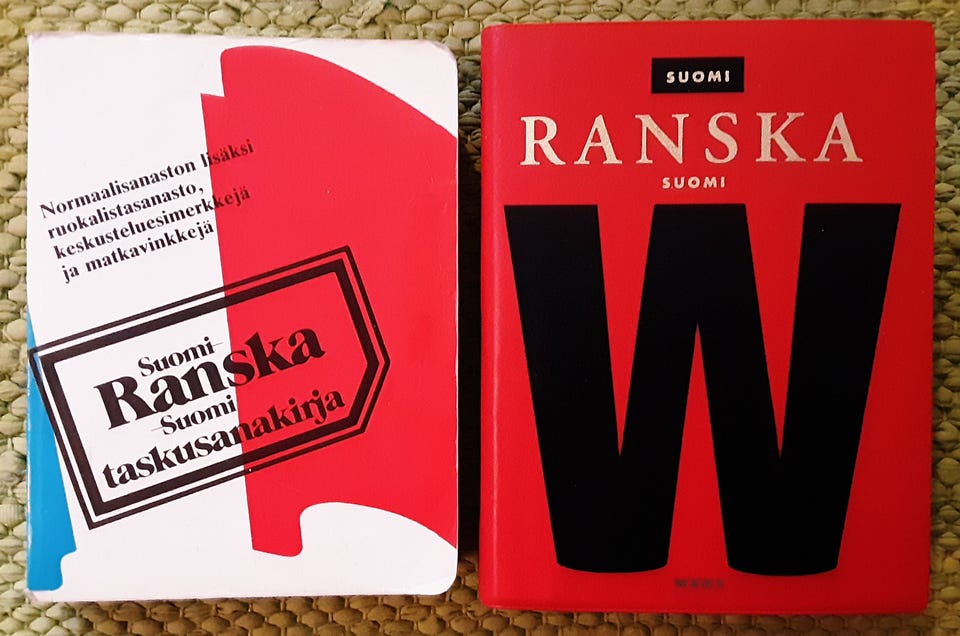 Normaalisanaston lisäksi
ruokalistasanasto,
keskusteluesimerkkejä
ja matkavinkkejä
Suomi-
Ranska
-Suomi
taskusanakirja
SUOMI
RANSKA
SUOMI
W